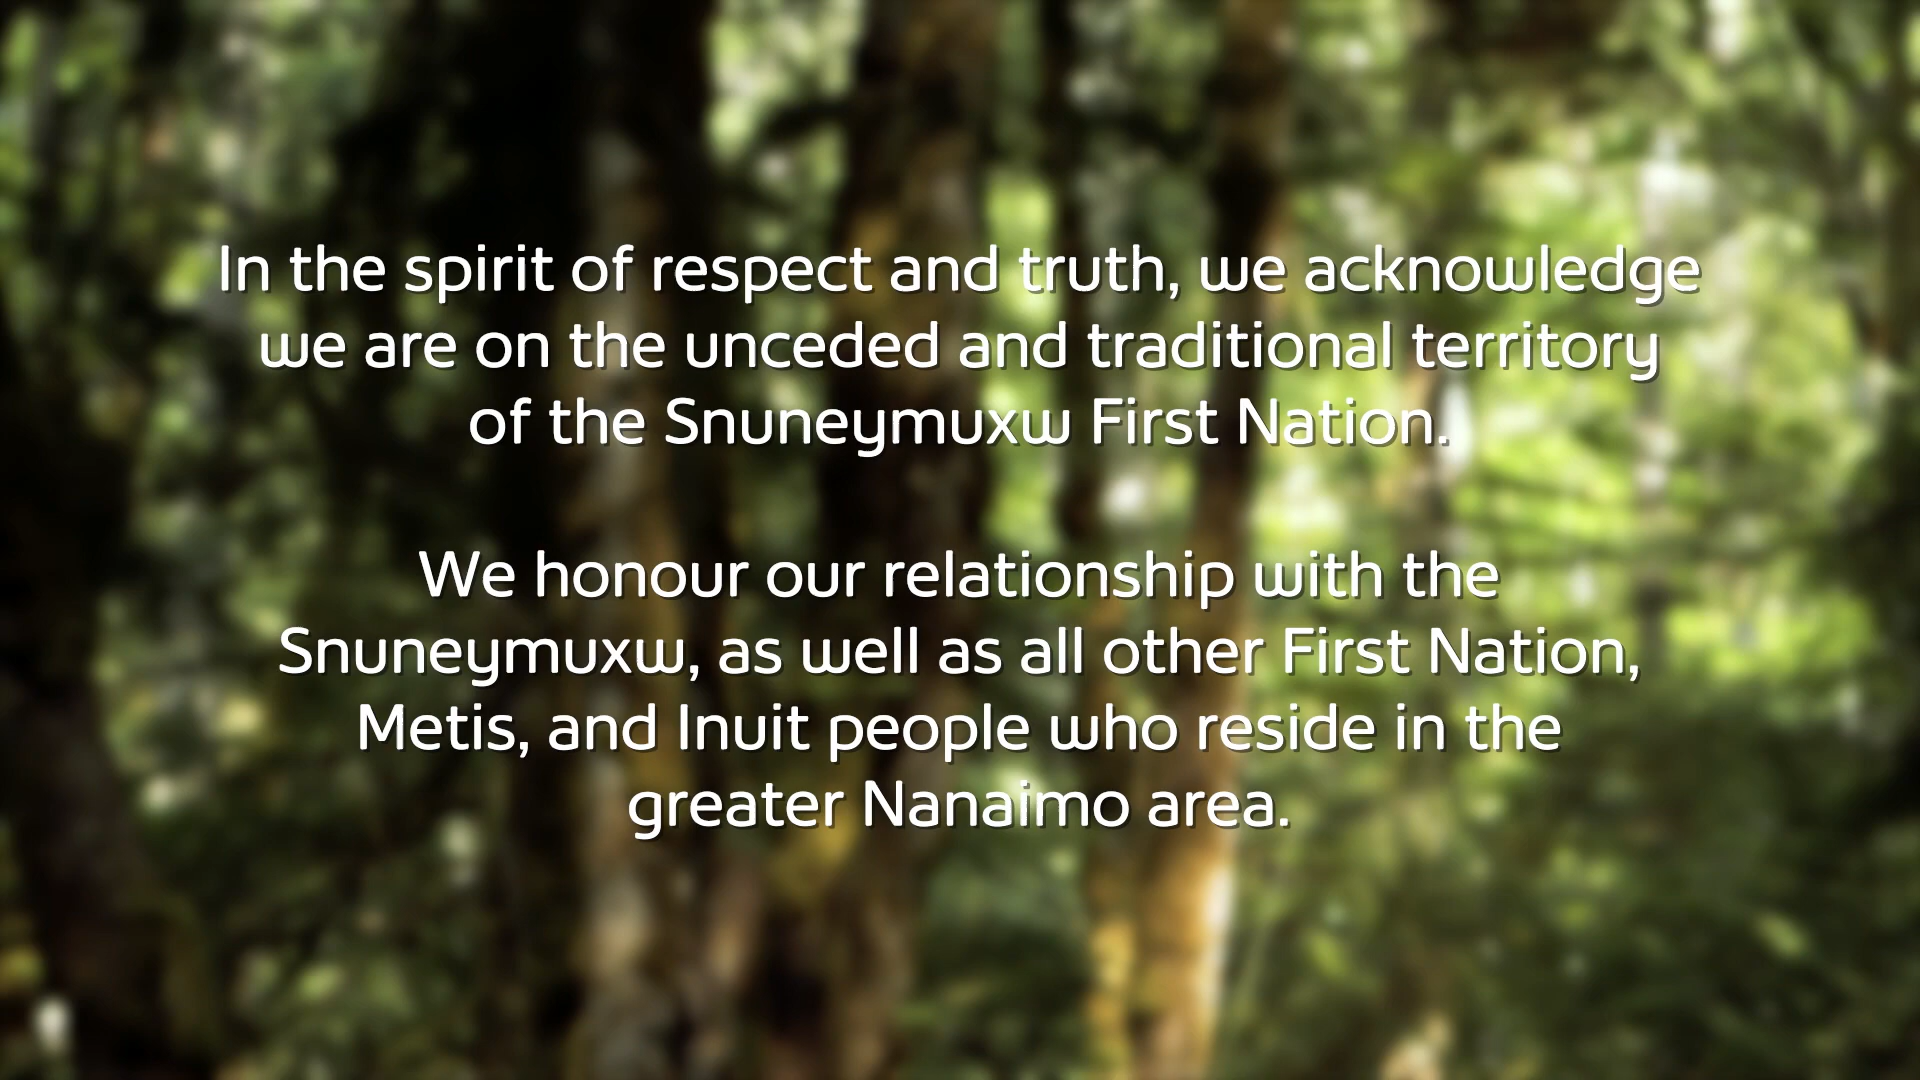 In the spirit of respect and truth, we acknowledge
we are on the unceded and traditional territory
of the Snuneymuxw First Nation.
We honour our relationship with the
Snuneymuxw, as well as all other First Nation,
Metis, and Inuit people who reside in the
greater Nanaimo area.